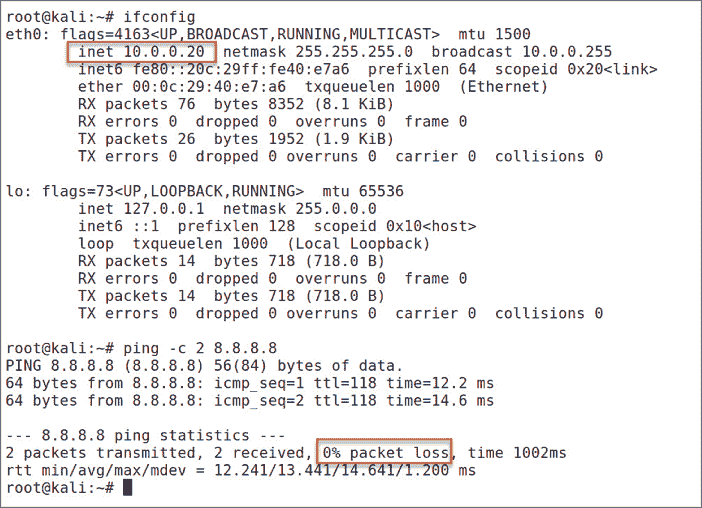 root@kali:~# ifconfig
eth0: flags=4163<UP,BROADCAST,RUNNING,MULTICAST>  mtu 1500
        inet 10.0.0.20  netmask 255.255.255.0  broadcast 10.0.0.255
        inet6 fe80::20c:29ff:fe40:e7a6  prefixlen 64  scopeid 0x20<link>
        ether 00:0c:29:40:e7:a6  txqueuelen 1000  (Ethernet)
        RX packets 76  bytes 8352 (8.1 KiB)
        RX errors 0  dropped 0  overruns 0  frame 0
        TX packets 26  bytes 1952 (1.9 KiB)
        TX errors 0  dropped 0 overruns 0  carrier 0  collisions 0
lo: flags=73<UP,LOOPBACK,RUNNING>  mtu 65536
        inet 127.0.0.1  netmask 255.0.0.0
        inet6 ::1  prefixlen 128  scopeid 0x10<host>
        loop  txqueuelen 1000  (Local Loopback)
        RX packets 14  bytes 718 (718.0 B)
        RX errors 0  dropped 0  overruns 0  frame 0
        TX packets 14  bytes 718 (718.0 B)
        TX errors 0  dropped 0 overruns 0  carrier 0  collisions 0
root@kali:~# ping -c 2 8.8.8.8
PING 8.8.8.8 (8.8.8.8) 56(84) bytes of data.
64 bytes from 8.8.8.8: icmp_seq=1 ttl=118 time=12.2 ms
64 bytes from 8.8.8.8: icmp_seq=2 ttl=118 time=14.6 ms
--- 8.8.8.8 ping statistics ---
2 packets transmitted, 2 received, 0% packet loss, time 1002ms
rtt min/avg/max/mdev = 12.241/13.441/14.641/1.200 ms
root@kali:~#